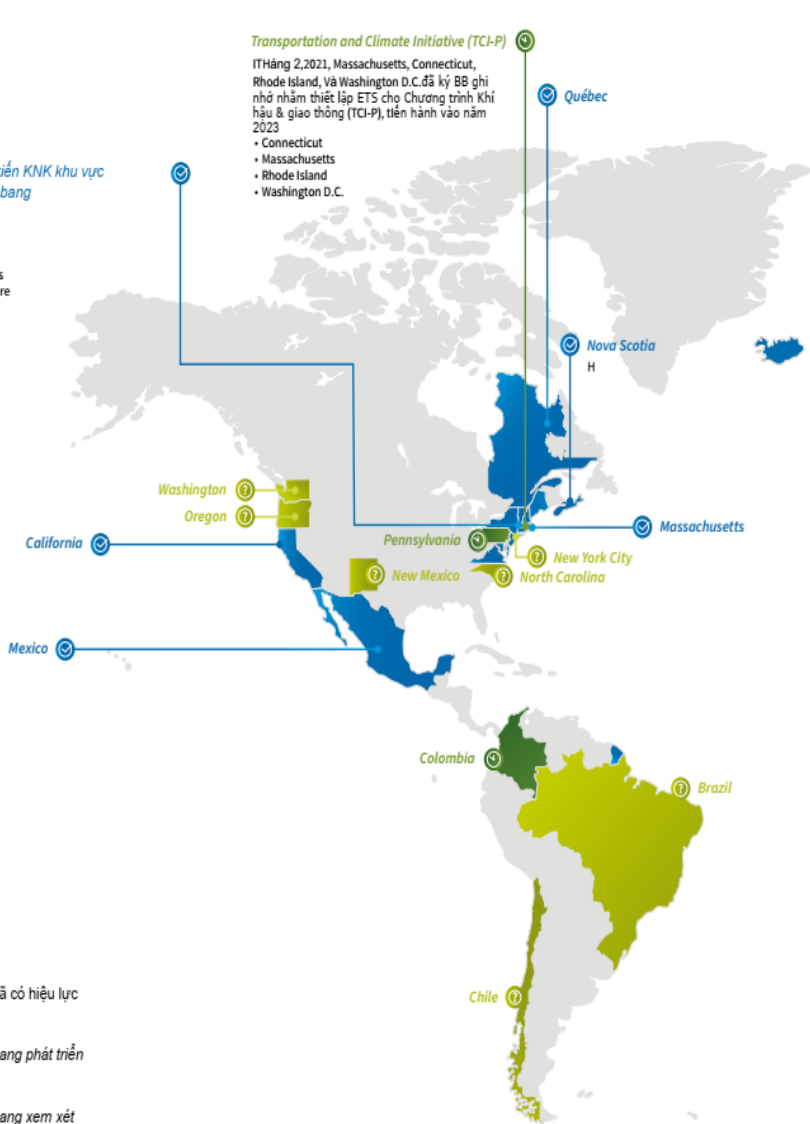 Transportation and Climate Initiative (TCI-P)
ITHáng 2,2021, Massachusetts, Connecticut,
Rhode Island, Và Washington D.C.đã ký BB ghi
nhớ nhằm thiết lập ETS cho Chương trình Khí
hậu & giao thông (TCI-P), tiến hành vào năm
2023
• Connecticut
• Massachusetts
• Rhode Island
• Washington D.C.
Québec
iến KNK khu vực
bang
s
re
Nova Scotia
H
Washington
Oregon
California
Pennsylvania
Massachusetts
New York City
New Mexico
North Carolina
Mexico
Colombia
Brazil
Chile
ã có hiệu lực
ang phát triển
ang xem xét